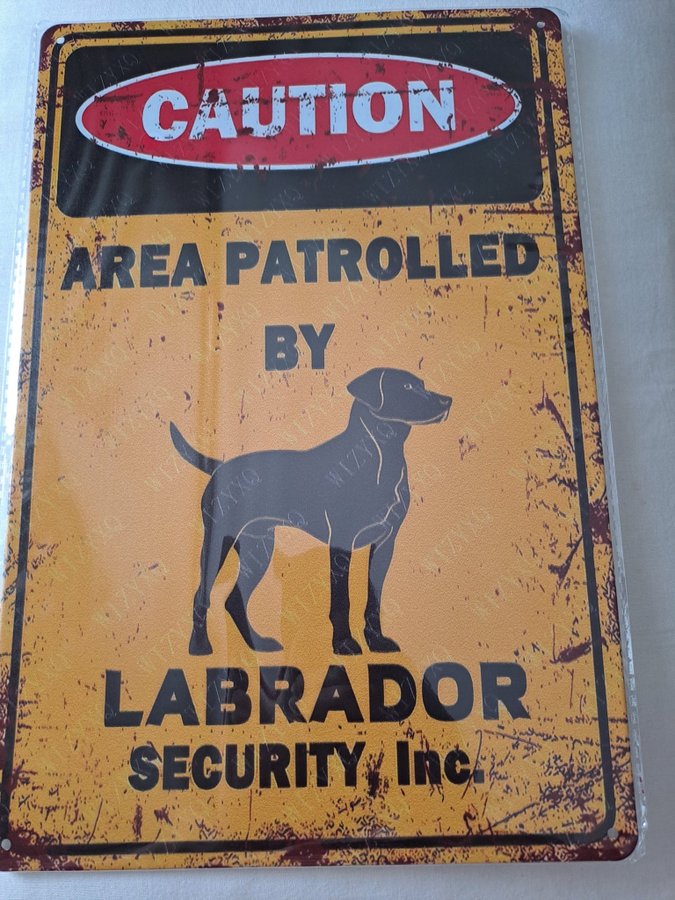 CAUTION
AREA PATROLLED
BY
LABRADOR
SECURITY, Inc.